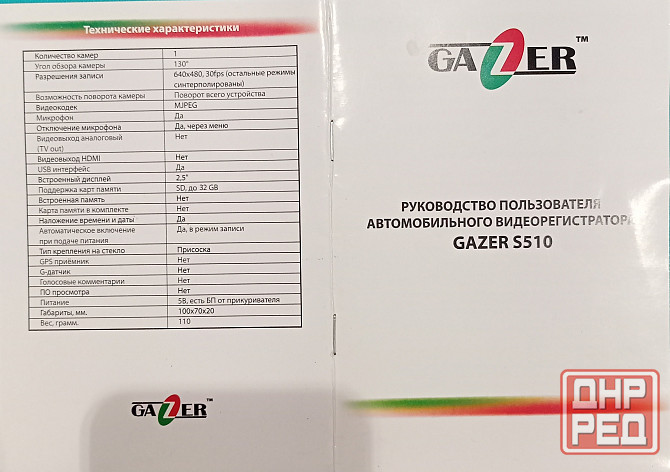 Технические характеристики
Количество камер 1
Угол обзора камеры 130°
Разрешения записи 640x480, 30fps (остальные режимы
синтерполированы)
Возможность поворота камеры Поворот всего устройства
Видеокодек MJPEG
Микрофон Да
Отключение микрофона Да, через меню
Видеовыход аналоговый Нет
(TV out)
Видеовыход HDMI Нет
USB интерфейс Да
Встроенный дисплей 2,5"
Поддержка карт памяти SD, до 32 GB
Встроенная память Нет
Карта памяти в комплекте Нет
Наложение времени и даты Да
Автоматическое включение Да, в режим записи
при подаче питания
Тип крепления на стекло Присоска
GPS приёмник Нет
G-датчик Нет
Голосовые комментарии Нет
ПО просмотра Нет
Питание 5В, есть БП от прикуривателя
Габариты, мм. 100x70x20
Вес, грамм. 110
GAZER™
GAZER™
РУКОВОДСТВО ПОЛЬЗОВАТЕЛЯ
АВТОМОБИЛЬНОГО ВИДЕОРЕГИСТРАТОРА
GAZER S510
ДНР
РЕД